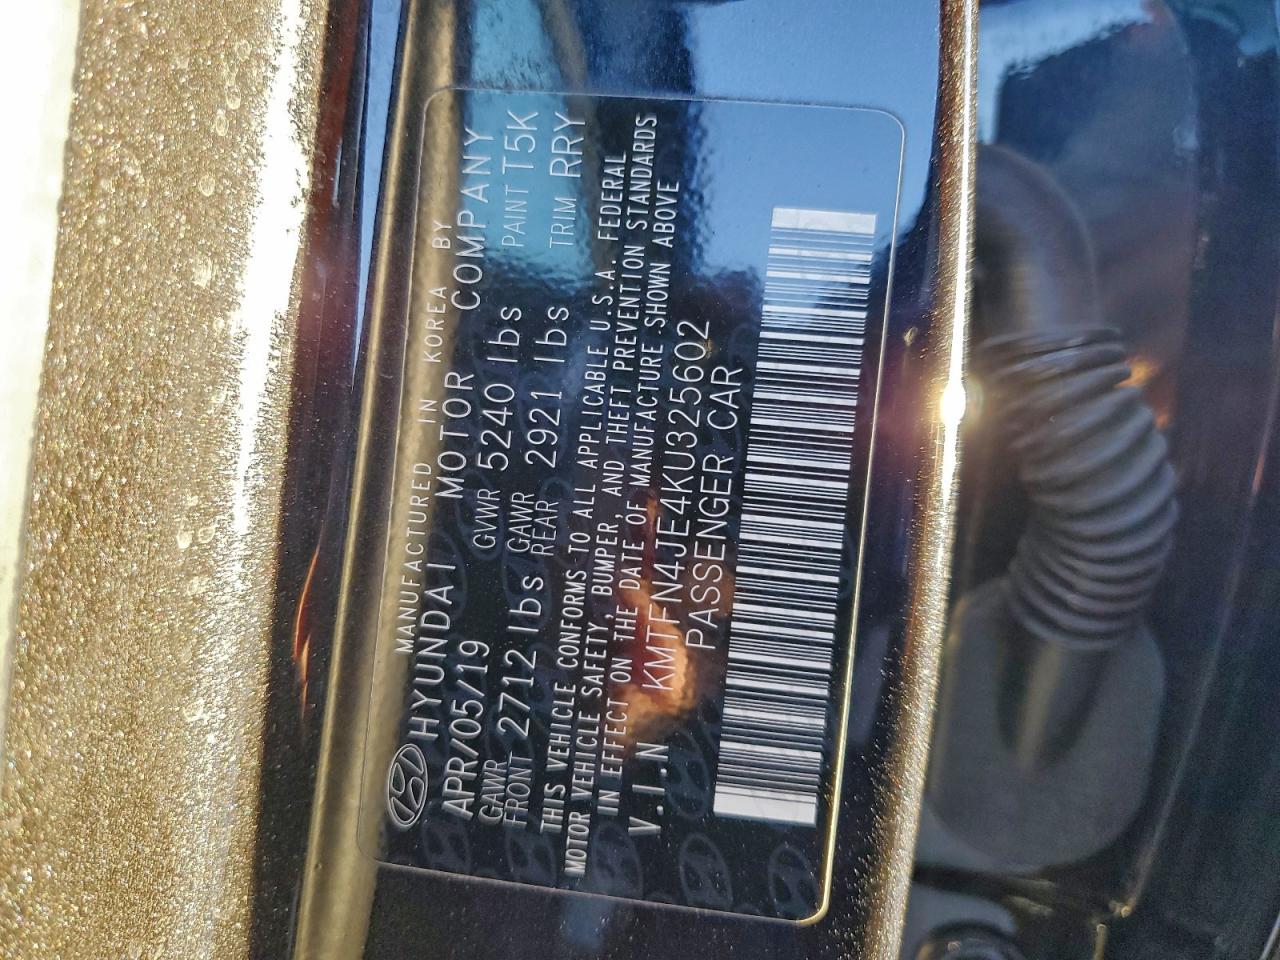 MANUFACTURED IN KOREA BY
HYUNDAI MOTOR COMPANY
APR/05/19 GVWR 5240 lbs PAINT T5K
GAWR FRONT 2712 lbs GAWR REAR 2921 lbs TRIM RRY
THIS VEHICLE CONFORMS TO ALL APPLICABLE U.S.A. FEDERAL
MOTOR VEHICLE SAFETY, BUMPER, AND THEFT PREVENTION STANDARDS
IN EFFECT ON THE DATE OF MANUFACTURE SHOWN ABOVE
V.I.N KMTFN4JE4KU325602
PASSENGER CAR